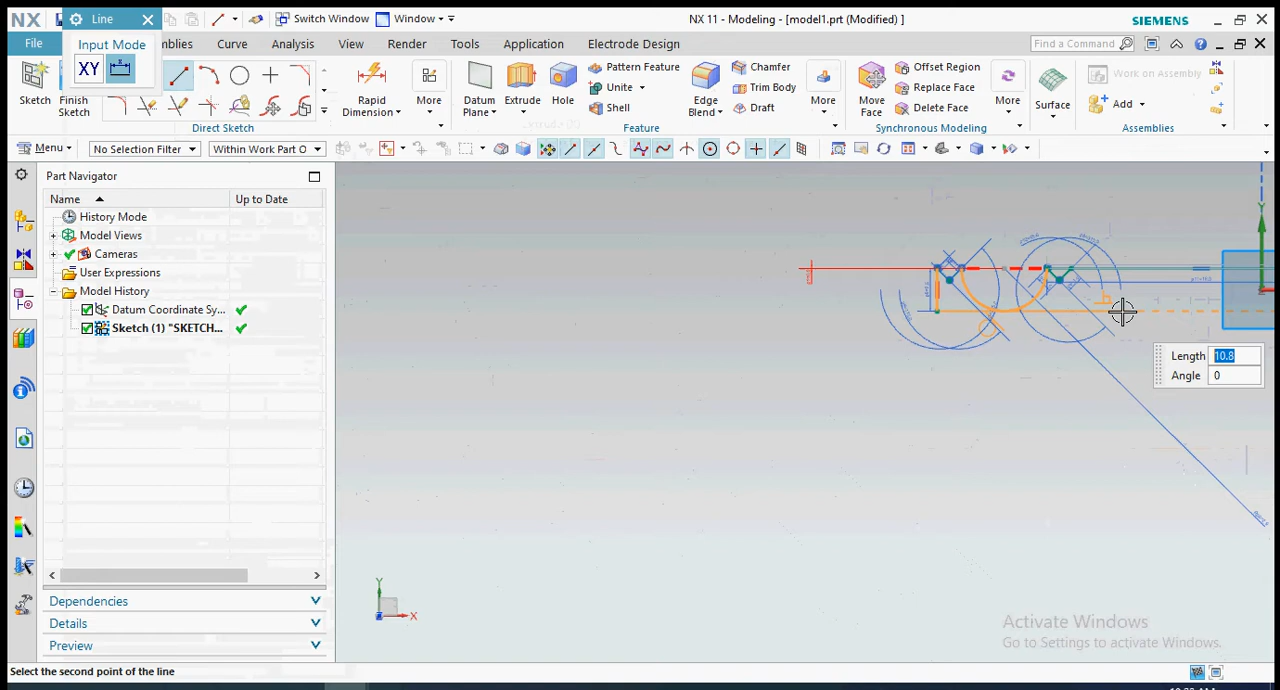 NX
Line
Switch Window
Window
NX 11 - Modeling - [model1.prt (Modified) ]
SIEMENS
File
Input Mode
XY
Curve
Analysis
View
Render
Tools
Application
Electrode Design
Find a Command
Sketch
Finish
Sketch
Direct Sketch
Rapid
Dimension
More
Datum
Plane
Extrude
Hole
Pattern Feature
Unite
Shell
Edge
Blend
Chamfer
Trim Body
Draft
More
Feature
Move
Face
Offset Region
Replace Face
Delete Face
More
Synchronous Modeling
Surface
Work on Assembly
Add
Assemblies
Menu
No Selection Filter
Within Work Part O
Part Navigator
Name
Up to Date
History Mode
Model Views
Cameras
User Expressions
Model History
Datum Coordinate Sy...
Sketch (1) "SKETCH...
Dependencies
Details
Preview
Y
Length 10.8
Angle 0
Y
X
Activate Windows
Go to Settings to activate Windows.
Select the second point of the line